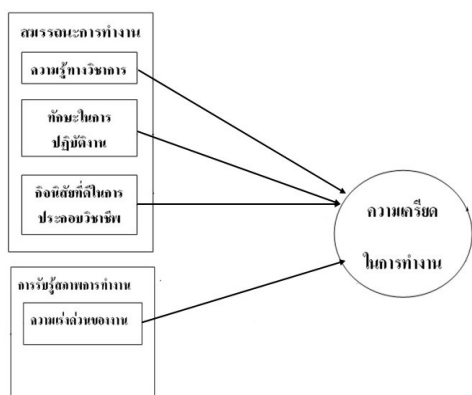 สมรรถนะการทำงาน
ความรู้ทางวิชาการ
ทักษะในการ
ปฏิบัติงาน
กิจนิสัยที่ดีในการ
ประกอบวิชาชีพ
ความเครียด
ในการทำงาน
การรับรู้สภาพการทำงาน
ความเร่งด่วนของงาน